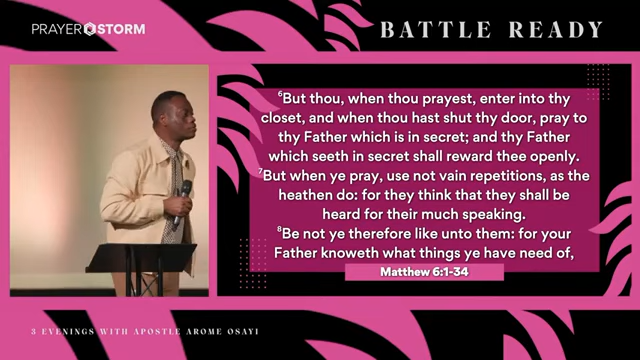 PRAYER STORM
BATTLE READY
⁶But thou, when thou prayest, enter into thy
closet, and when thou hast shut thy door, pray to
thy Father which is in secret; and thy Father
which seeth in secret shall reward thee openly.
⁷But when ye pray, use not vain repetitions, as the
heathen do: for they think that they shall be
heard for their much speaking.
⁸Be not ye therefore like unto them: for your
Father knoweth what things ye have need of,
Matthew 6:1-34
3 EVENINGS WITH APOSTLE AROME OSAYI